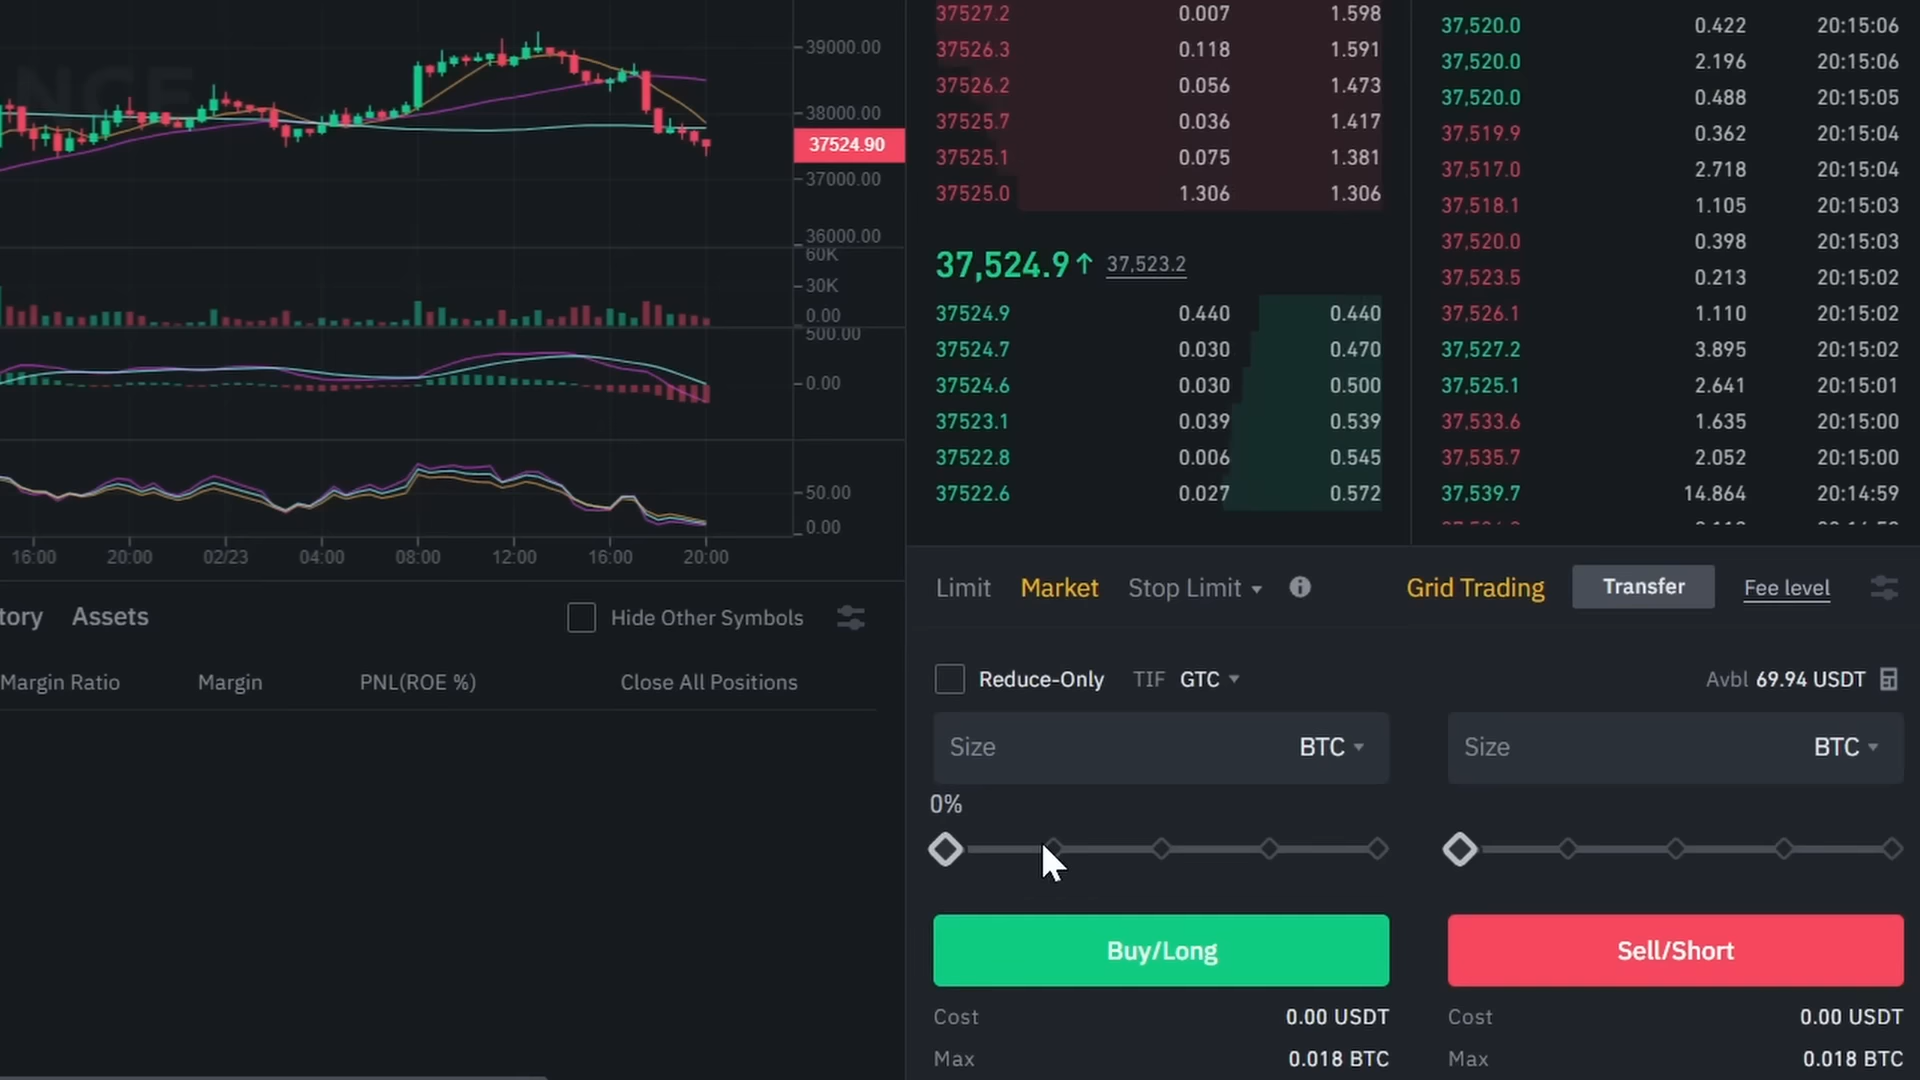 NCE
39000.00
38000.00
37524.90
37000.00
36000.00
60K
30K
0.00
500.00
0.00
50.00
0.00
16:00 20:00 02/23 04:00 08:00 12:00 16:00 20:00
37527.2 0.007 1.598
37526.3 0.118 1.591
37526.2 0.056 1.473
37525.7 0.036 1.417
37525.1 0.075 1.381
37525.0 1.306 1.306
37,524.9↑ 37,523.2
37524.9 0.440 0.440
37524.7 0.030 0.470
37524.6 0.030 0.500
37523.1 0.039 0.539
37522.8 0.006 0.545
37522.6 0.027 0.572
37,520.0 0.422 20:15:06
37,520.0 2.196 20:15:06
37,520.0 0.488 20:15:05
37,519.9 0.362 20:15:04
37,517.0 2.718 20:15:04
37,518.1 1.105 20:15:03
37,520.0 0.398 20:15:03
37,523.5 0.213 20:15:02
37,526.1 1.110 20:15:02
37,527.2 3.895 20:15:02
37,525.1 2.641 20:15:01
37,533.6 1.635 20:15:00
37,535.7 2.052 20:15:00
37,539.7 14.864 20:14:59
tory Assets Hide Other Symbols
Margin Ratio Margin PNL(ROE %) Close All Positions
Limit Market Stop Limit Grid Trading Transfer Fee level
Reduce-Only TIF GTC Avbl 69.94 USDT
Size BTC Size BTC
0%
Buy/Long Sell/Short
Cost 0.00 USDT Cost 0.00 USDT
Max 0.018 BTC Max 0.018 BTC